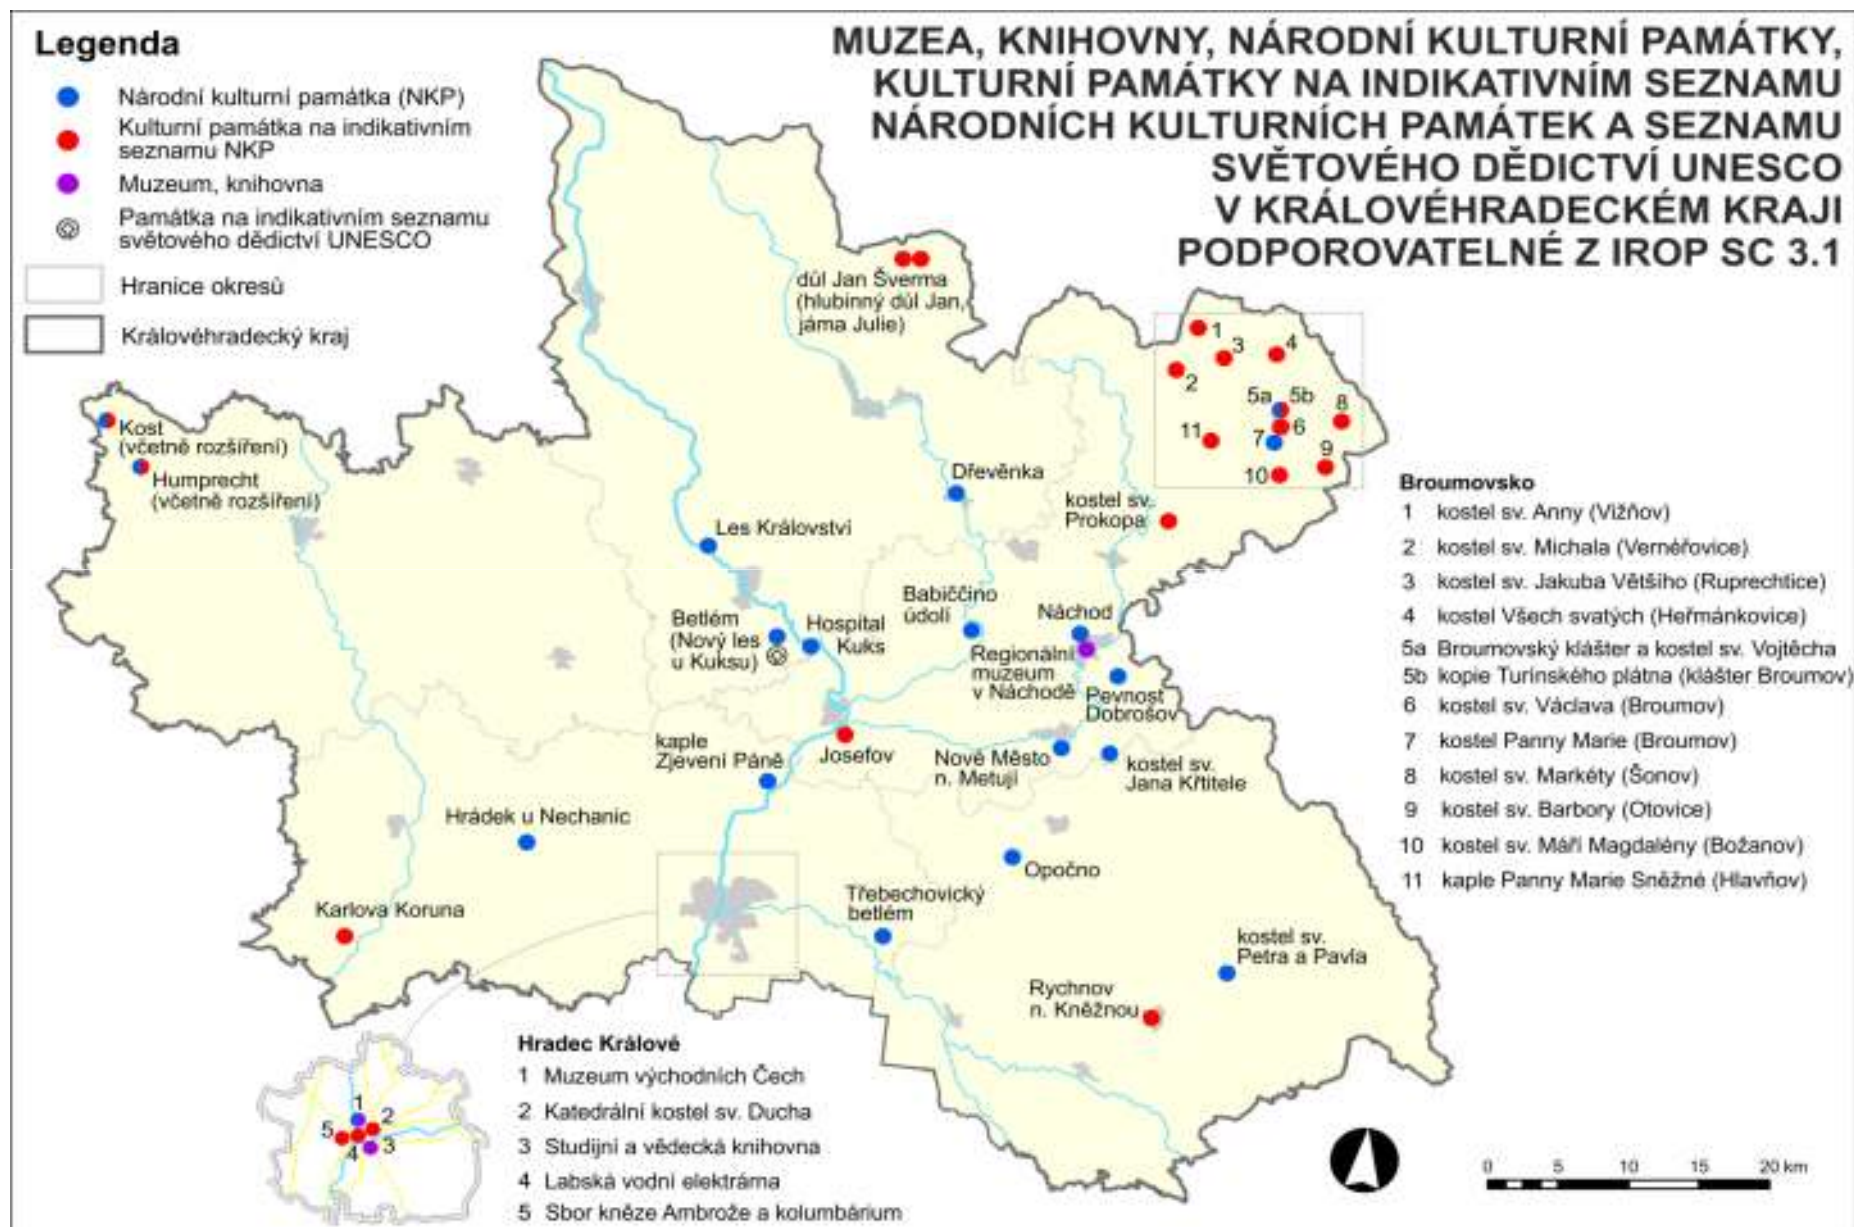 Legenda
Národní kulturní památka (NKP)
Kulturní památka na indikativním
seznamu NKP
Muzeum, knihovna
Památka na indikativním seznamu
světového dědictví UNESCO
Hranice okresů
Královéhradecký kraj
MUZEA, KNIHOVNY, NÁRODNÍ KULTURNÍ PAMÁTKY,
KULTURNÍ PAMÁTKY NA INDIKATIVNÍM SEZNAMU
NÁRODNÍCH KULTURNÍCH PAMÁTEK A SEZNAMU
SVĚTOVÉHO DĚDICTVÍ UNESCO
V KRÁLOVÉHRADECKÉM KRAJI
PODPOROVATELNÉ Z IROP SC 3.1
důl Jan Šverma
(hlubinný důl Jan,
jáma Julie)
1
3
4
2
5a 5b
8
11
7 6
9
10
Kost
(včetně rozšíření)
Humprecht
(včetně rozšíření)
Dřevěnka
kostel sv.
Prokopa
Les Království
Babiččino
údolí
Náchod
Betlém
(Nový les
u Kuksu)
Hospitál
Kuks
Regionální
muzeum
v Náchodě
Pevnost
Dobrošov
kaple
Zjevení Páně
Josefov
Nové Město
n. Metují
kostel sv.
Jana Křtitele
Hrádek u Nechanic
Opočno
Třebechovický
betlém
Karlova Koruna
kostel sv.
Petra a Pavla
Rychnov
n. Kněžnou
Broumovsko
1 kostel sv. Anny (Vižňov)
2 kostel sv. Michala (Vernéřovice)
3 kostel sv. Jakuba Většího (Ruprechtice)
4 kostel Všech svatých (Heřmánkovice)
5a Broumovský klášter a kostel sv. Vojtěcha
5b kopie Turínského plátna (klášter Broumov)
6 kostel sv. Václava (Broumov)
7 kostel Panny Marie (Broumov)
8 kostel sv. Markéty (Šonov)
9 kostel sv. Barbory (Otovice)
10 kostel sv. Máří Magdalény (Božanov)
11 kaple Panny Marie Sněžné (Hlavňov)
1
2
5
4 3
Hradec Králové
1 Muzeum východních Čech
2 Katedrální kostel sv. Ducha
3 Studijní a vědecká knihovna
4 Labská vodní elektrárna
5 Sbor kněze Ambrože a kolumbárium
0 5 10 15 20 km